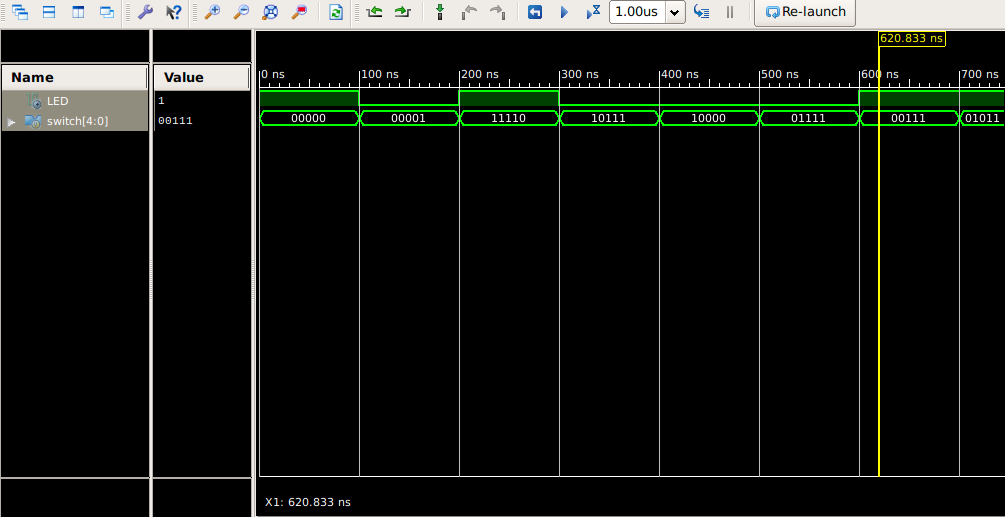 1.00us Re-launch
620.833 ns
Name Value
0 ns 100 ns 200 ns 300 ns 400 ns 500 ns 600 ns 700 ns
LED 1
switch[4:0] 00111 00000 00001 11110 10111 10000 01111 00111 01011
X1: 620.833 ns